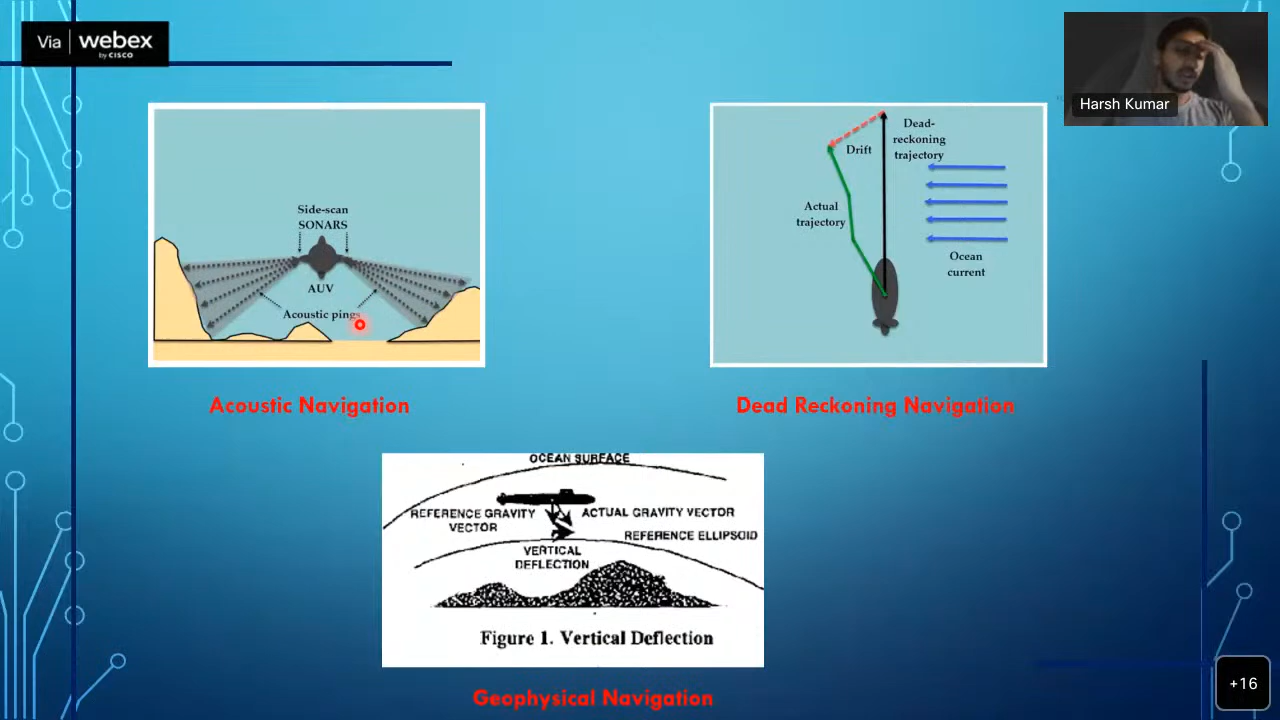 Via webex
by CISCO
Harsh Kumar
Side-scan
SONARS
AUV
Acoustic pings
Acoustic Navigation
Dead-
reckoning
trajectory
Drift
Actual
trajectory
Ocean
current
Dead Reckoning Navigation
OCEAN SURFACE
REFERENCE GRAVITY
VECTOR
ACTUAL GRAVITY VECTOR
REFERENCE ELLIPSOID
VERTICAL
DEFLECTION
Figure 1. Vertical Deflection
Geophysical Navigation
+16